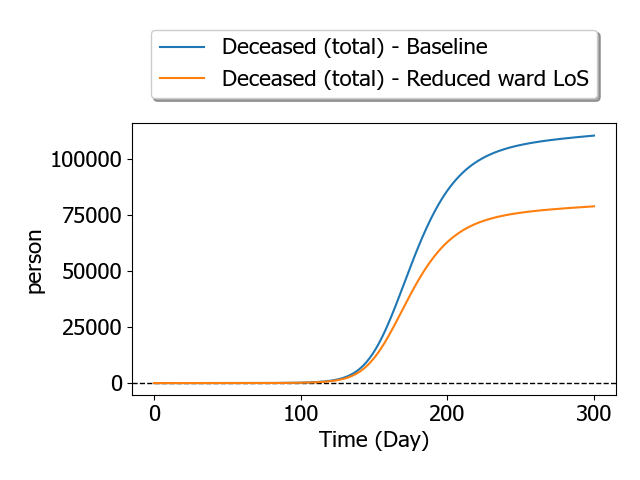 Deceased (total) - Baseline
Deceased (total) - Reduced ward LoS
person
100000
75000
50000
25000
0
0 100 200 300
Time (Day)